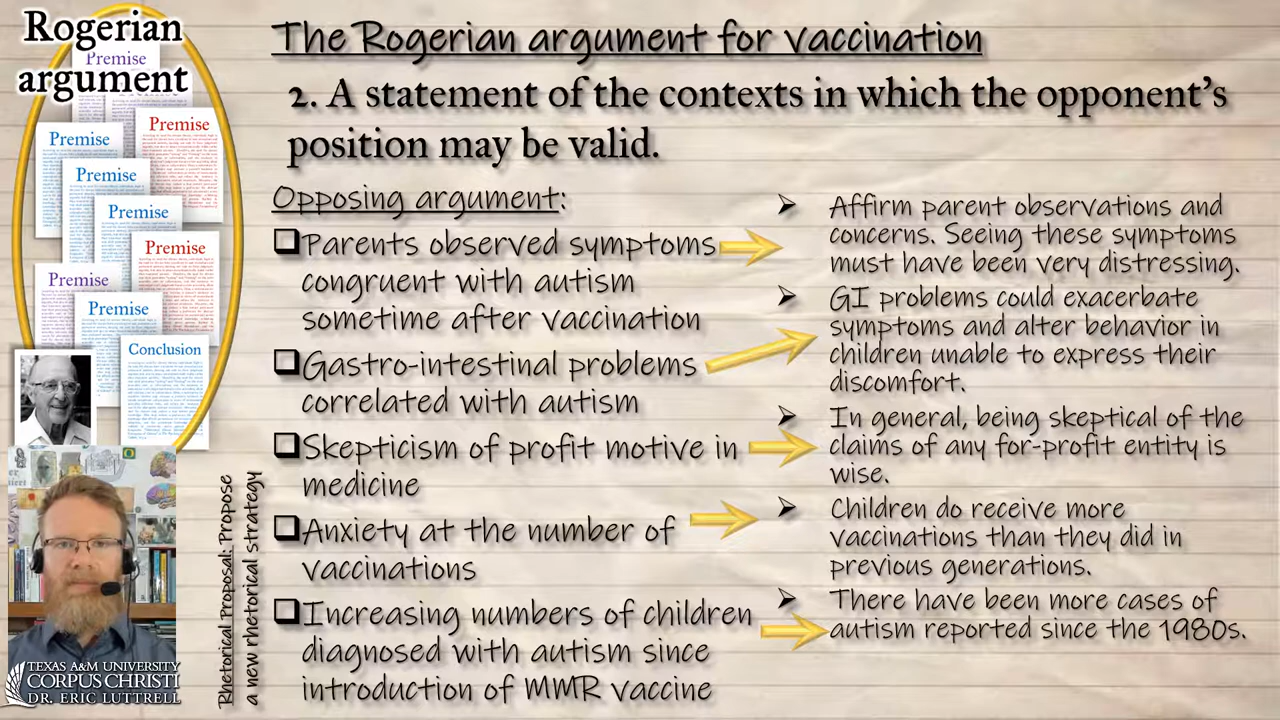 Rogerian
argument
Premise
Premise
Premise
Premise
Premise
Premise
Premise
Premise
Conclusion
The Rogerian argument for vaccination
2. A statement of the contexts in which the opponent's
position may be valid.
Opposing argument:
Parents observed symptoms
congruent with autism
sometime after vaccination
Gastro-intestinal problems
correlated with autism
Skepticism of profit motive in
medicine
Anxiety at the number of
vaccinations
Increasing numbers of children
diagnosed with autism since
introduction of MMR vaccine
Affirm parent observations and
concerns. Seeing these symptoms
must have been very distressing.
GI problems could exacerbate
symptoms and alter behavior in
children unable to express their
discomfort.
In general, being skeptical of the
claims of any for-profit entity is
wise.
Children do receive more
vaccinations than they did in
previous generations.
There have been more cases of
autism reported since the 1980s.
Rhetorical Proposal: Propose
a new rhetorical strategy
TEXAS A&M UNIVERSITY
CORPUS CHRISTI
DR. ERIC LUTTRELL